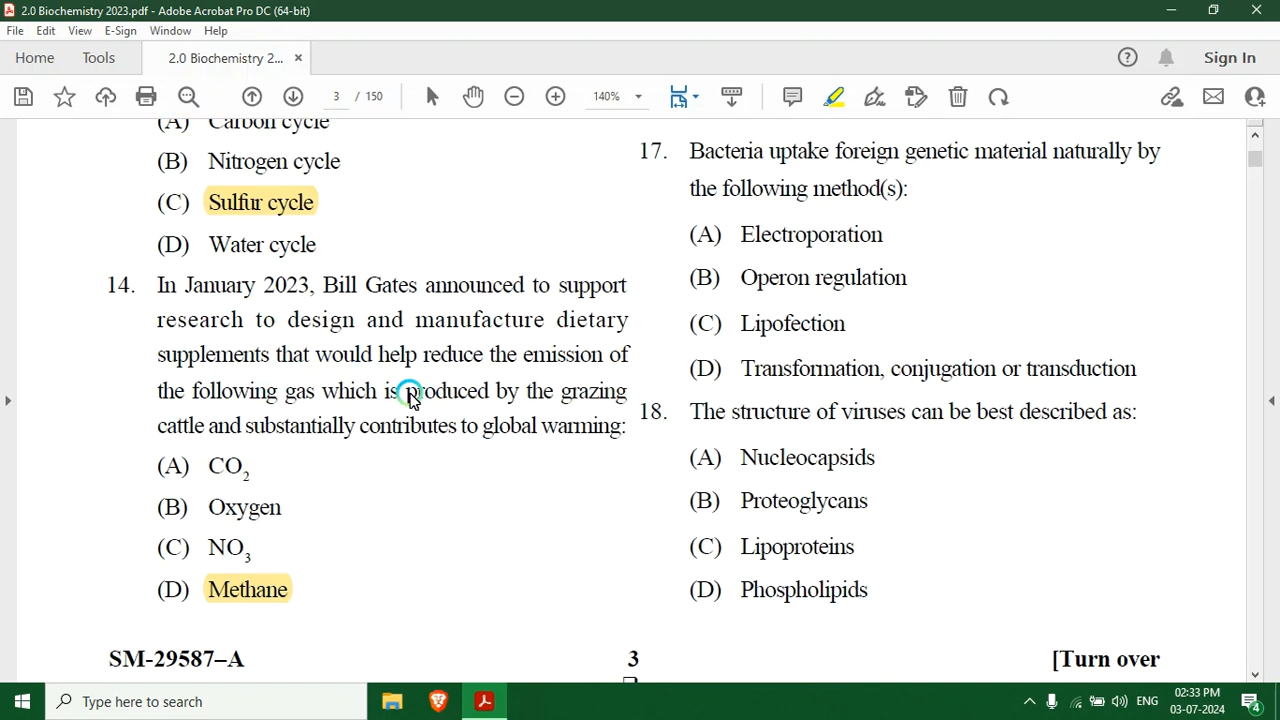 2.0 Biochemistry 2023.pdf - Adobe Acrobat Pro DC (64-bit)
File Edit View E-Sign Window Help
Home Tools 2.0 Biochemistry 2... × Sign In
3 / 150 140%
(A) Carbon cycle
(B) Nitrogen cycle
(C) Sulfur cycle
(D) Water cycle
14. In January 2023, Bill Gates announced to support
research to design and manufacture dietary
supplements that would help reduce the emission of
the following gas which is produced by the grazing
cattle and substantially contributes to global warming:
(A) CO2
(B) Oxygen
(C) NO3
(D) Methane
17. Bacteria uptake foreign genetic material naturally by
the following method(s):
(A) Electroporation
(B) Operon regulation
(C) Lipofection
(D) Transformation, conjugation or transduction
18. The structure of viruses can be best described as:
(A) Nucleocapsids
(B) Proteoglycans
(C) Lipoproteins
(D) Phospholipids
SM-29587–A 3 [Turn over
Type here to search
ENG
02:33 PM
03-07-2024
4